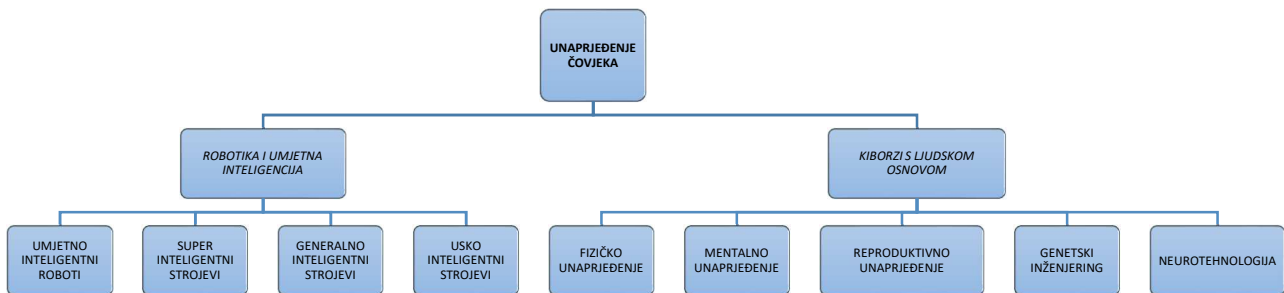 UNAPRJEĐENJE
ČOVJEKA
ROBOTIKA I UMJETNA
INTELIGENCIJA
KIBORZI S LJUDSKOM
OSNOVOM
UMJETNO
INTELIGENTNI
ROBOTI
SUPER
INTELIGENTNI
STROJEVI
GENERALNO
INTELIGENTNI
STROJEVI
USKO
INTELIGENTNI
STROJEVI
FIZIČKO
UNAPRJEĐENJE
MENTALNO
UNAPRJEĐENJE
REPRODUKTIVNO
UNAPRJEĐENJE
GENETSKI
INŽENJERING
NEUROTEHNOLOGIJA